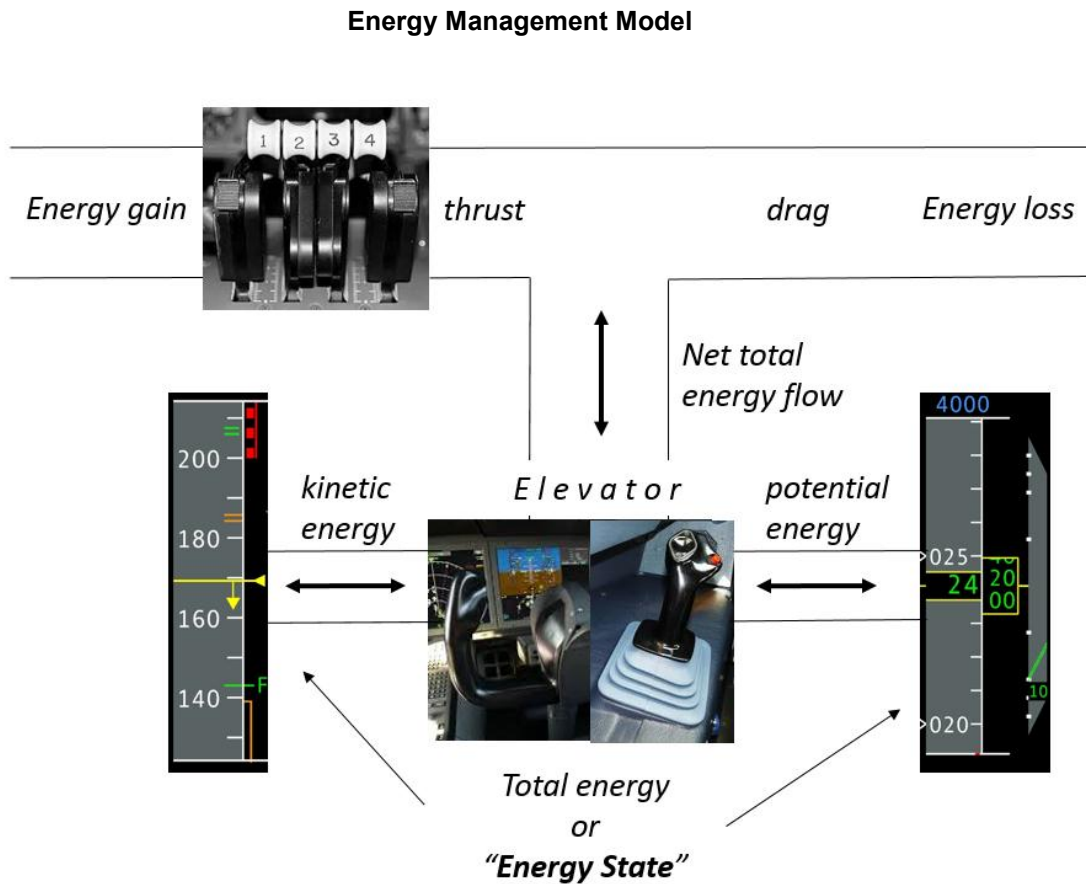 Energy Management Model
1 2 3 4
Energy gain
thrust
drag
Energy loss
Net total
energy flow
kinetic
energy
Elevator
potential
energy
200
180
160
F
140
4000
025
24
20
00
10
020
Total energy
or
“Energy State”